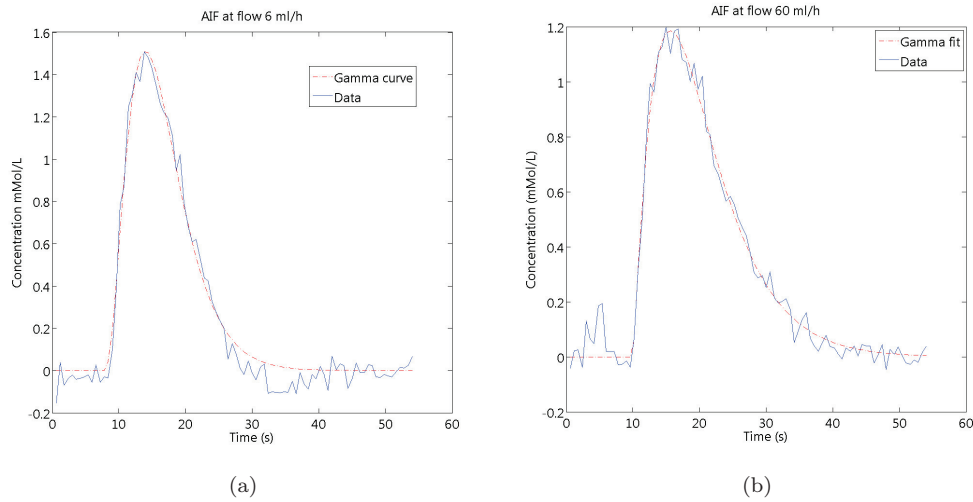 AIF at flow 6 ml/h
1.6
1.4
1.2
1
0.8
0.6
0.4
0.2
0
-0.2
Concentration mMol/L
0 10 20 30 40 50 60
Time (s)
Gamma curve
Data
(a)
AIF at flow 60 ml/h
1.2
1
0.8
0.6
0.4
0.2
0
-0.2
Concentration (mMol/L)
0 10 20 30 40 50 60
Time (s)
Gamma fit
Data
(b)